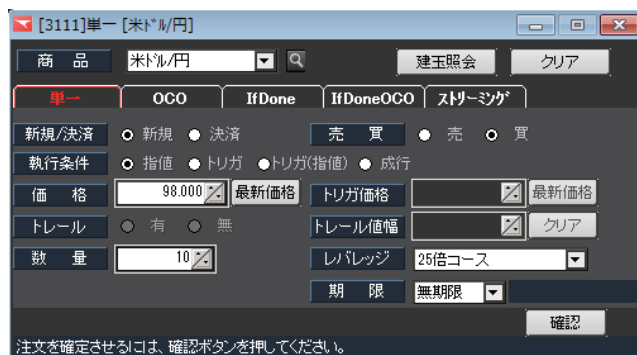 [3111]単一 [米ドル/円]
商 品 米ドル/円 建玉照会 クリア
単一 OCO IfDone IfDoneOCO ストリーミング
新規/決済 新規 決済 売 買 売 買
執行条件 指値 トリガ トリガ(指値) 成行
価 格 98.000 最新価格 トリガ価格 最新価格
トレール 有 無 トレール値幅 クリア
数 量 10 レバレッジ 25倍コース
期 限 無期限
確認
注文を確定させるには、確認ボタンを押してください。